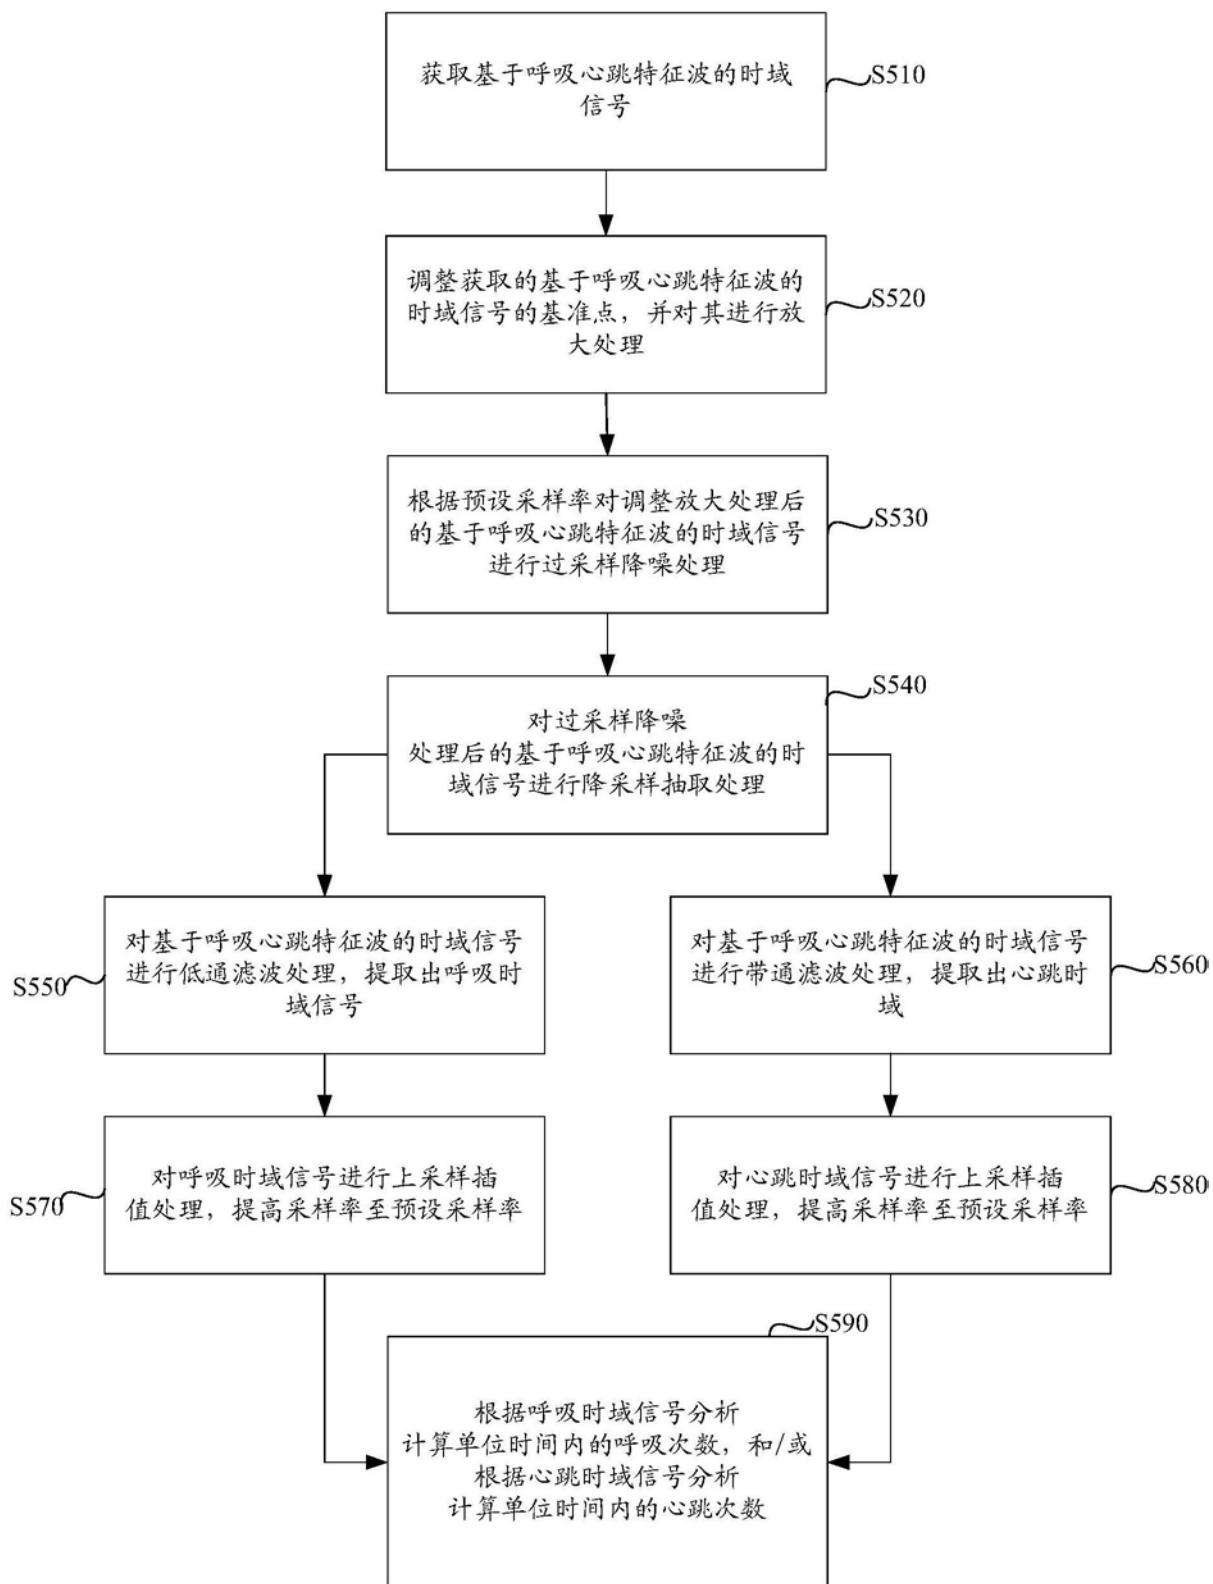 获取基于呼吸心跳特征波的时域
信号
S510
调整获取的基于呼吸心跳特征波的
时域信号的基准点，并对其进行放
大处理
S520
根据预设采样率对调整放大处理后
的基于呼吸心跳特征波的时域信号
进行过采样降噪处理
S530
S540
对过采样降噪
处理后的基于呼吸心跳特征波的时
域信号进行降采样抽取处理
对基于呼吸心跳特征波的时域信号
进行低通滤波处理，提取出呼吸时
域信号
S550
对基于呼吸心跳特征波的时域信号
进行带通滤波处理，提取出心跳时
域
S560
对呼吸时域信号进行上采样插
值处理，提高采样率至预设采样率
S570
对心跳时域信号进行上采样插
值处理，提高采样率至预设采样率
S580
S590
根据呼吸时域信号分析
计算单位时间内的呼吸次数，和/或
根据心跳时域信号分析
计算单位时间内的心跳次数